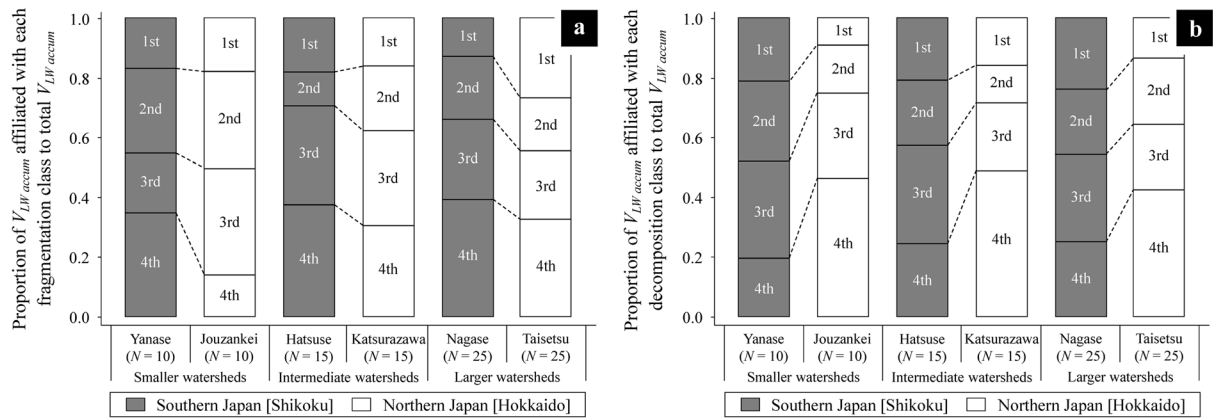 Proportion of V_LW accum affiliated with each
fragmentation class to total V_LW accum
a
1.0
0.8
0.6
0.4
0.2
0.0
1st
2nd
3rd
4th
1st
2nd
3rd
4th
1st
2nd
3rd
4th
1st
2nd
3rd
4th
1st
2nd
3rd
4th
1st
2nd
3rd
4th
Yanase Jouzankei Hatsuse Katsurazawa Nagase Taisetsu
(N = 10) (N = 10) (N = 15) (N = 15) (N = 25) (N = 25)
Smaller watersheds Intermediate watersheds Larger watersheds
Southern Japan [Shikoku] Northern Japan [Hokkaido]
Proportion of V_LW accum affiliated with each
decomposition class to total V_LW accum
b
1.0
0.8
0.6
0.4
0.2
0.0
1st
2nd
3rd
4th
1st
2nd
3rd
4th
1st
2nd
3rd
4th
1st
2nd
3rd
4th
1st
2nd
3rd
4th
1st
2nd
3rd
4th
Yanase Jouzankei Hatsuse Katsurazawa Nagase Taisetsu
(N = 10) (N = 10) (N = 15) (N = 15) (N = 25) (N = 25)
Smaller watersheds Intermediate watersheds Larger watersheds
Southern Japan [Shikoku] Northern Japan [Hokkaido]